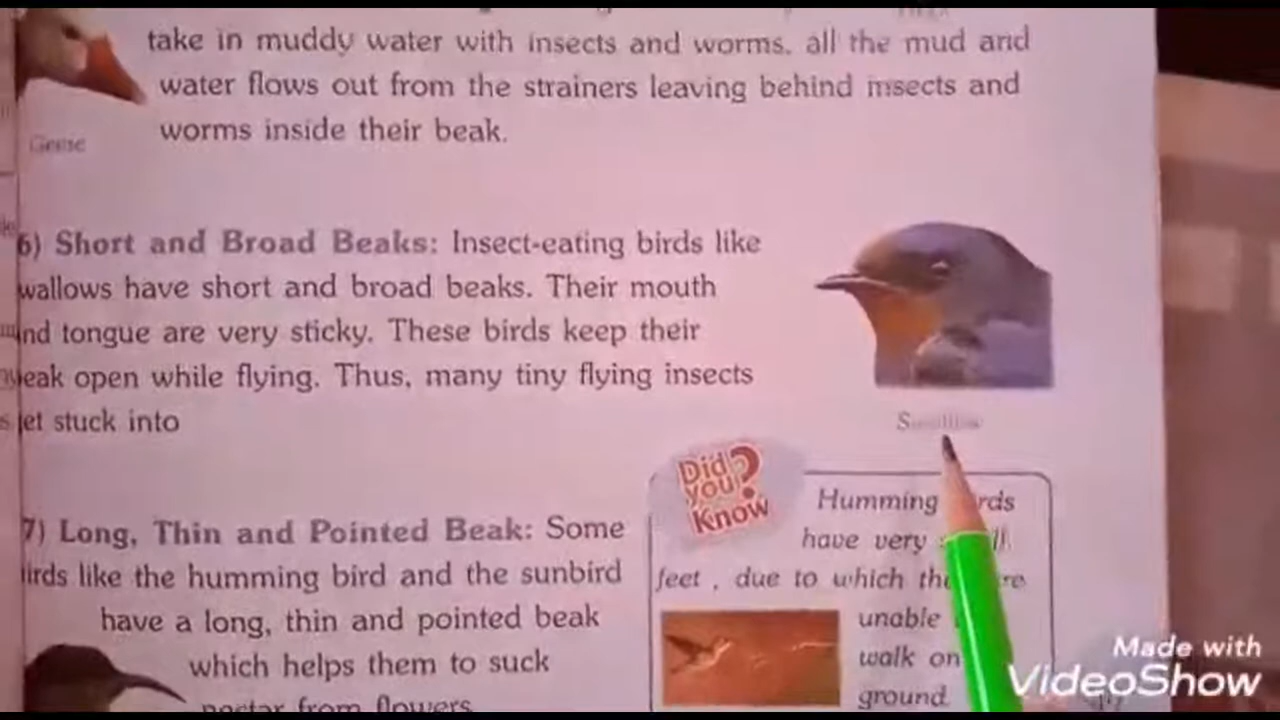 take in muddy water with insects and worms, all the mud and
water flows out from the strainers leaving behind insects and
worms inside their beak.
6) Short and Broad Beaks: Insect-eating birds like
wallows have short and broad beaks. Their mouth
nd tongue are very sticky. These birds keep their
eak open while flying. Thus, many tiny flying insects
et stuck into
Swallow
7) Long, Thin and Pointed Beak: Some
irds like the humming bird and the sunbird
have a long, thin and pointed beak
which helps them to suck
nectar from flowers
Did
you?
Know
Humming
have very
feet , due to which
unable
walk on
ground
Made with
VideoShow